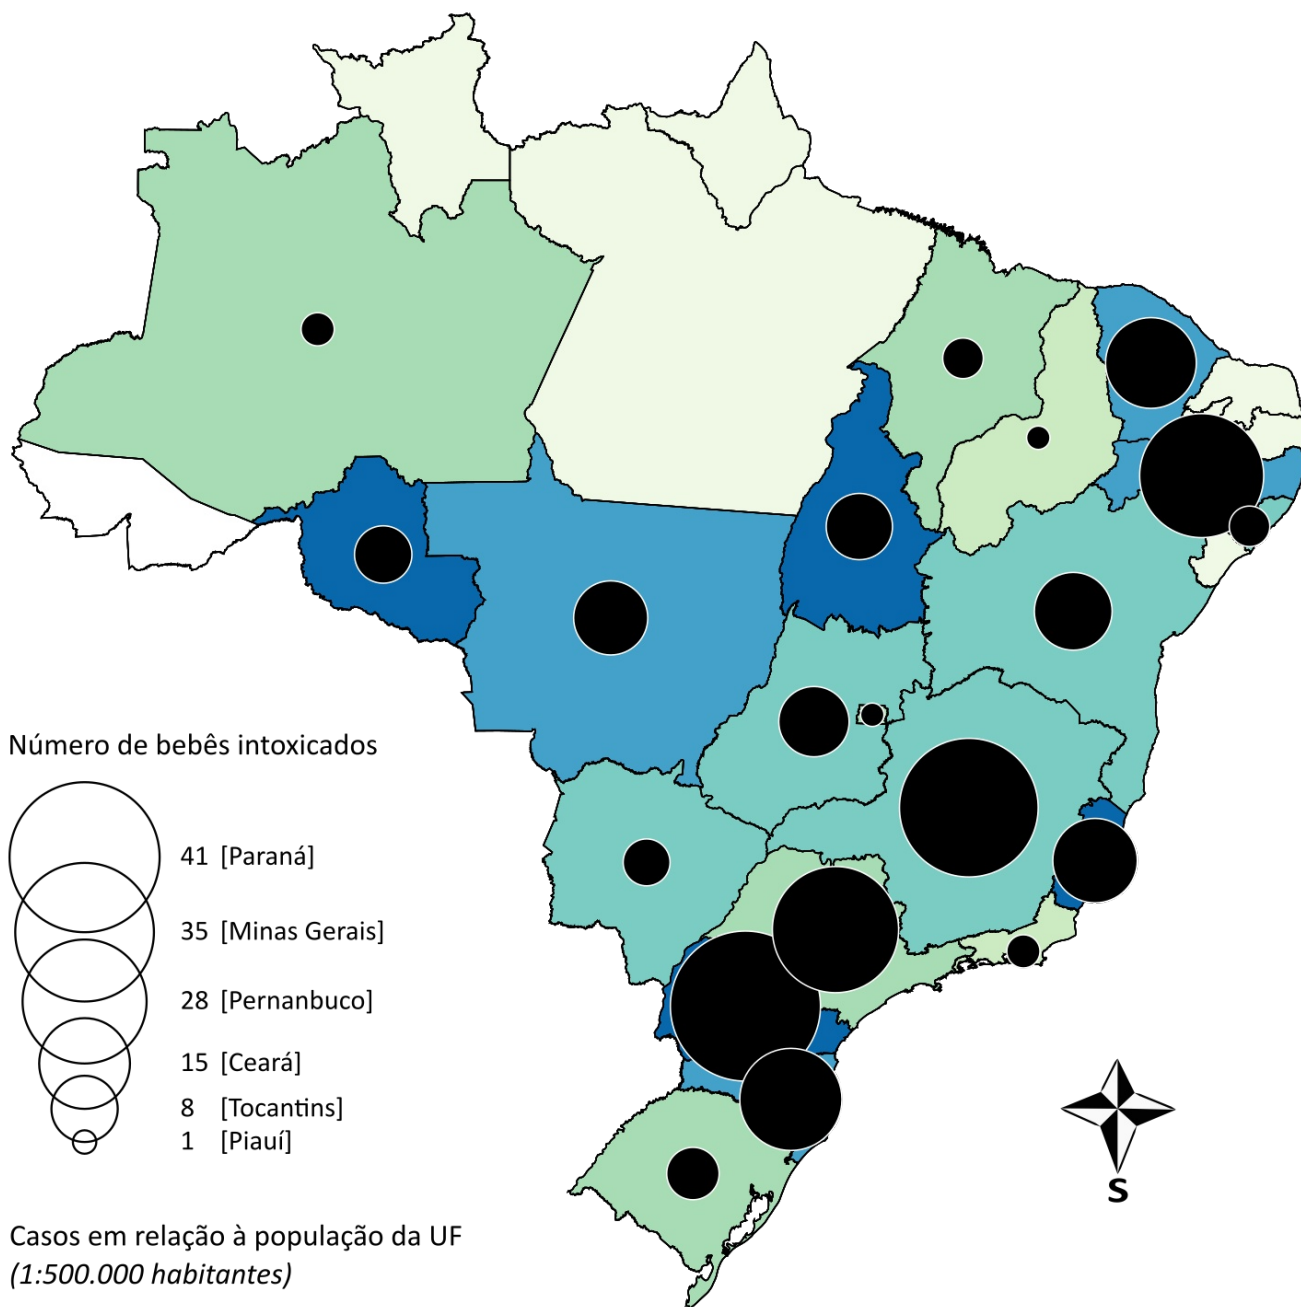 Número de bebês intoxicados
41 [Paraná]
35 [Minas Gerais]
28 [Pernanbuco]
15 [Ceará]
8 [Tocantins]
1 [Piauí]
Casos em relação à população da UF
(1:500.000 habitantes)
S